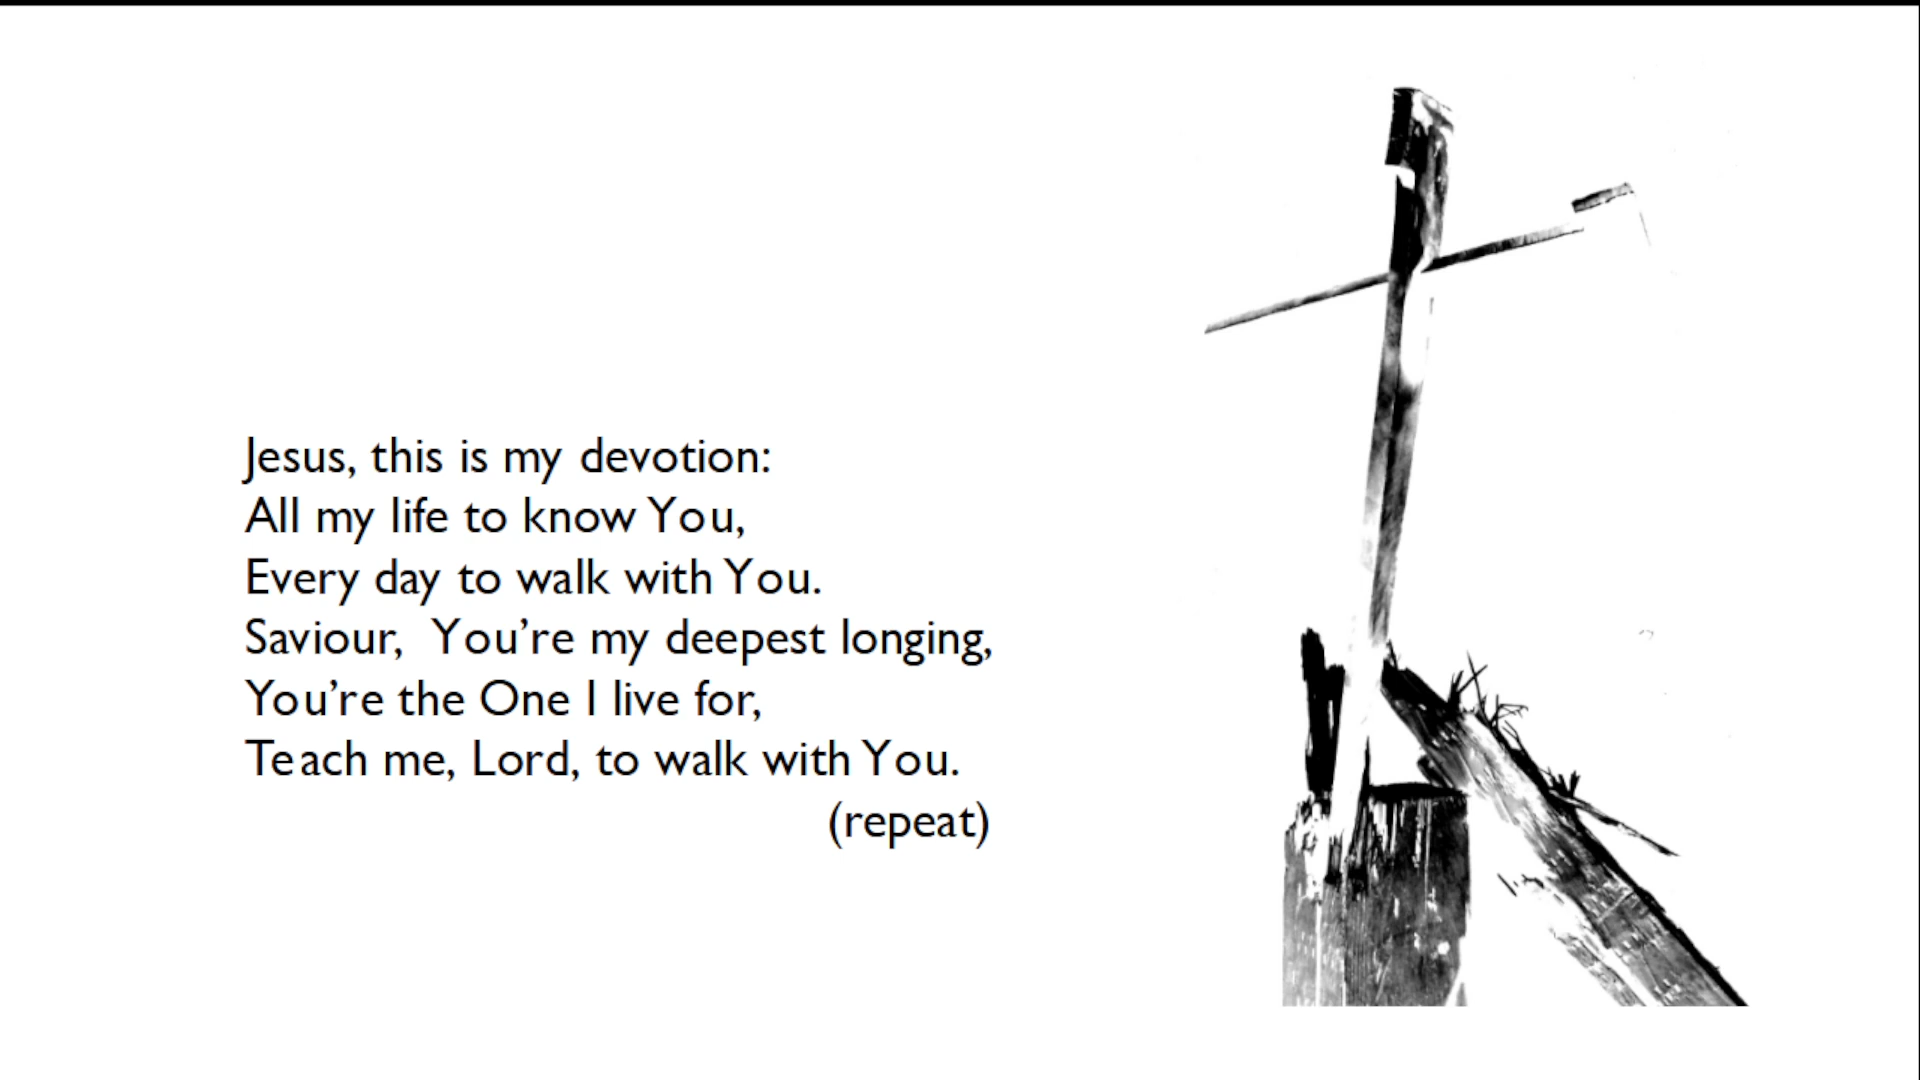 Jesus, this is my devotion:
All my life to know You,
Every day to walk with You.
Saviour,  You’re my deepest longing,
You’re the One I live for,
Teach me, Lord, to walk with You.
(repeat)